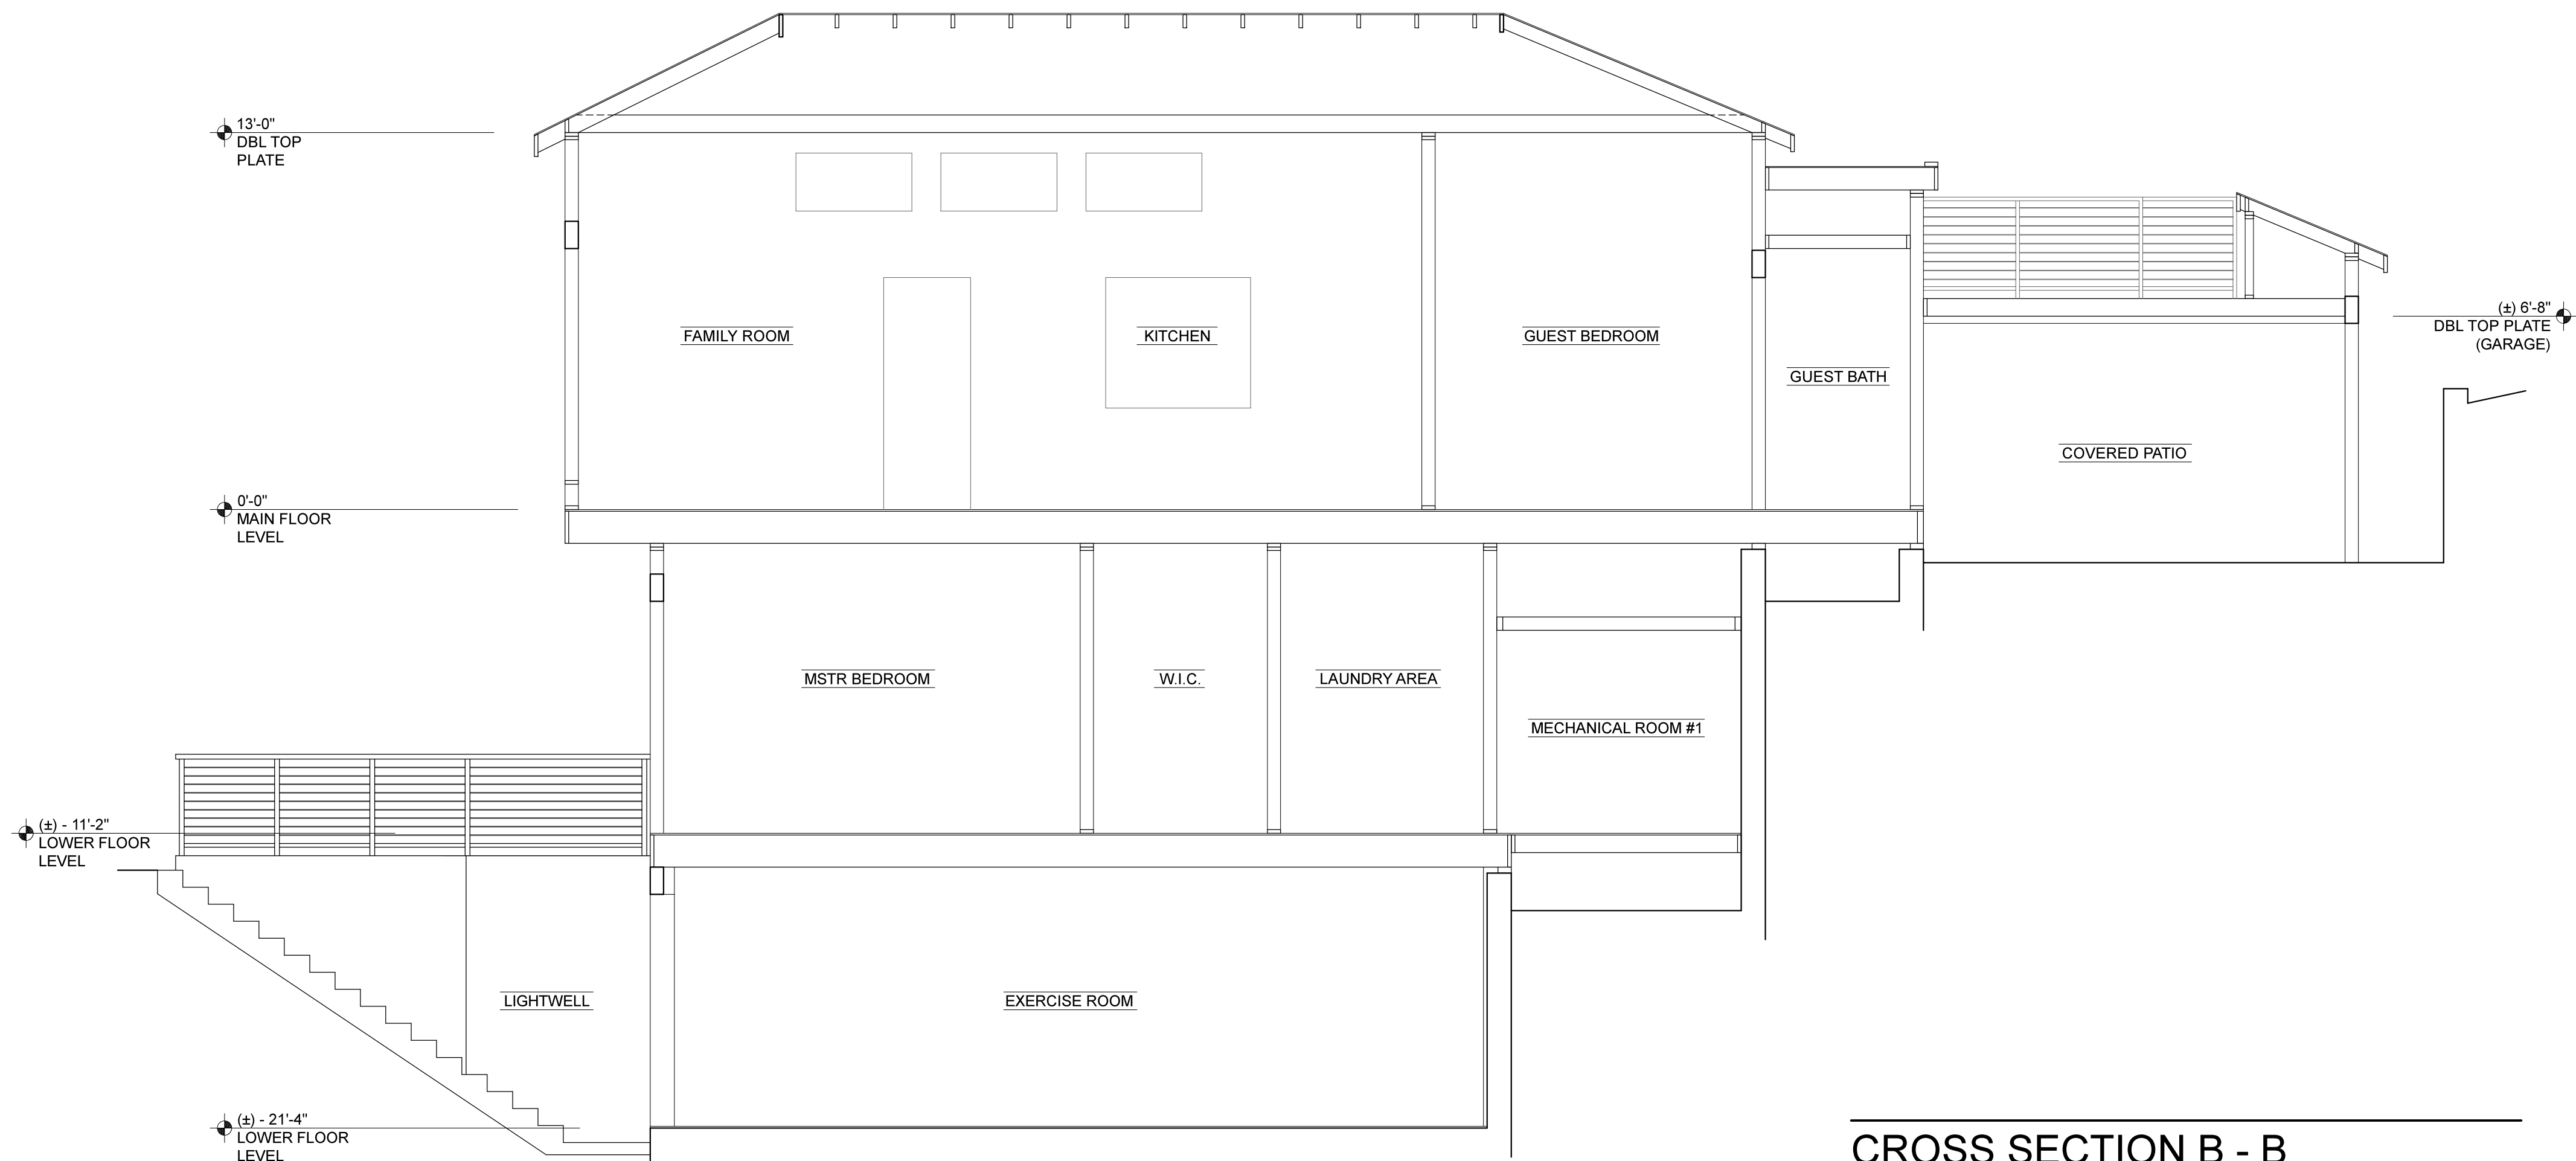 13'-0"
DBL TOP
PLATE
(±) 6'-8"
DBL TOP PLATE
(GARAGE)
FAMILY ROOM
KITCHEN
GUEST BEDROOM
GUEST BATH
COVERED PATIO
0'-0"
MAIN FLOOR
LEVEL
MSTR BEDROOM
W.I.C.
LAUNDRY AREA
MECHANICAL ROOM #1
(±) - 11'-2"
LOWER FLOOR
LEVEL
LIGHTWELL
EXERCISE ROOM
(±) - 21'-4"
LOWER FLOOR
LEVEL
CROSS SECTION B - B